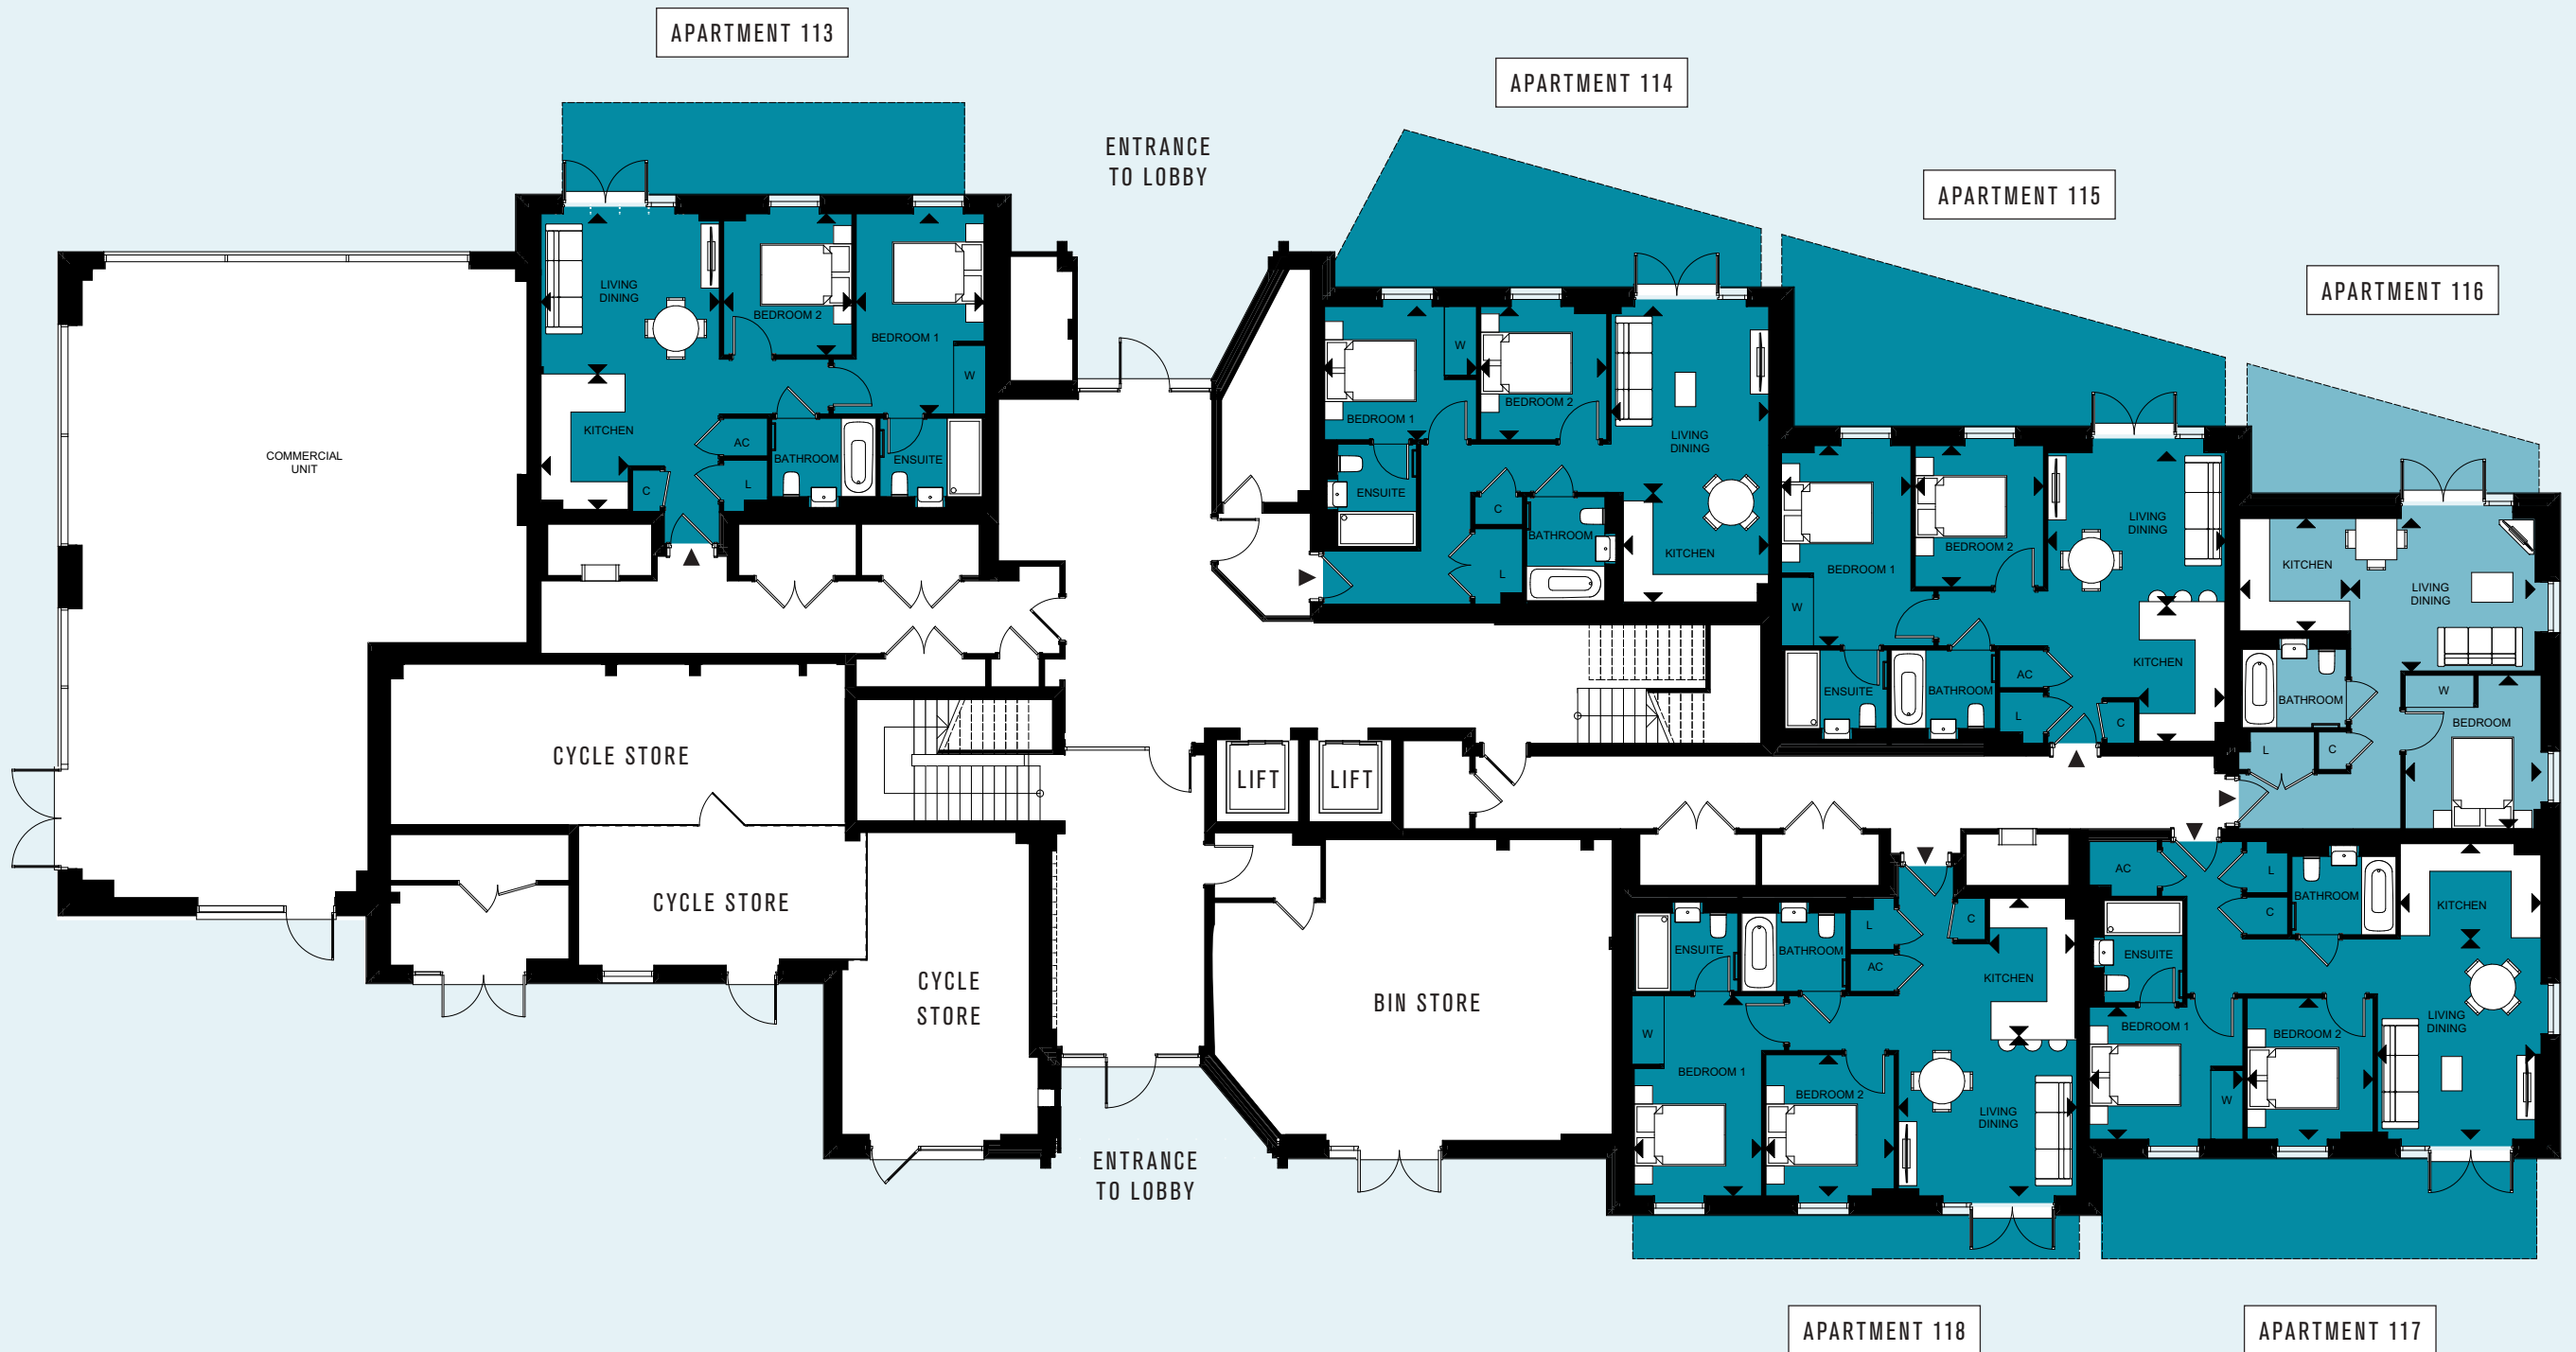 APARTMENT 113
APARTMENT 114
APARTMENT 115
APARTMENT 116
ENTRANCE
TO LOBBY
COMMERCIAL
UNIT
LIVING
DINING
BEDROOM 2
BEDROOM 1
W
KITCHEN
AC
BATHROOM
ENSUITE
C
L
BEDROOM 1
W
BEDROOM 2
LIVING
DINING
ENSUITE
C
BATHROOM
KITCHEN
L
BEDROOM 1
BEDROOM 2
LIVING
DINING
W
KITCHEN
ENSUITE
BATHROOM
AC
L
C
KITCHEN
LIVING
DINING
BATHROOM
W
BEDROOM
L
C
CYCLE STORE
LIFT
LIFT
CYCLE STORE
CYCLE
STORE
BIN STORE
ENTRANCE
TO LOBBY
ENSUITE
BATHROOM
L
AC
C
KITCHEN
W
BEDROOM 1
BEDROOM 2
LIVING
DINING
AC
L
C
BATHROOM
KITCHEN
ENSUITE
BEDROOM 1
BEDROOM 2
LIVING
DINING
W
APARTMENT 118
APARTMENT 117